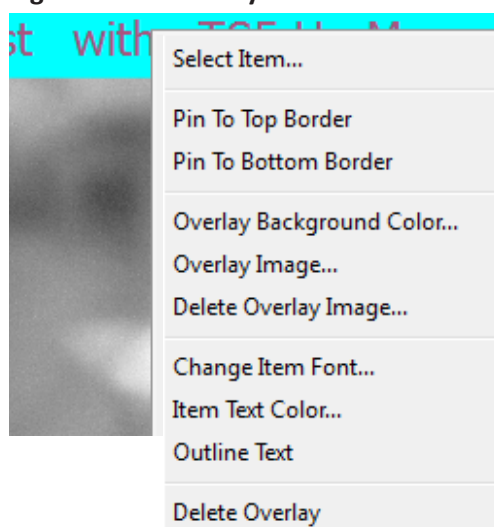 st with
Select Item...
Pin To Top Border
Pin To Bottom Border
Overlay Background Color...
Overlay Image...
Delete Overlay Image...
Change Item Font...
Item Text Color...
Outline Text
Delete Overlay